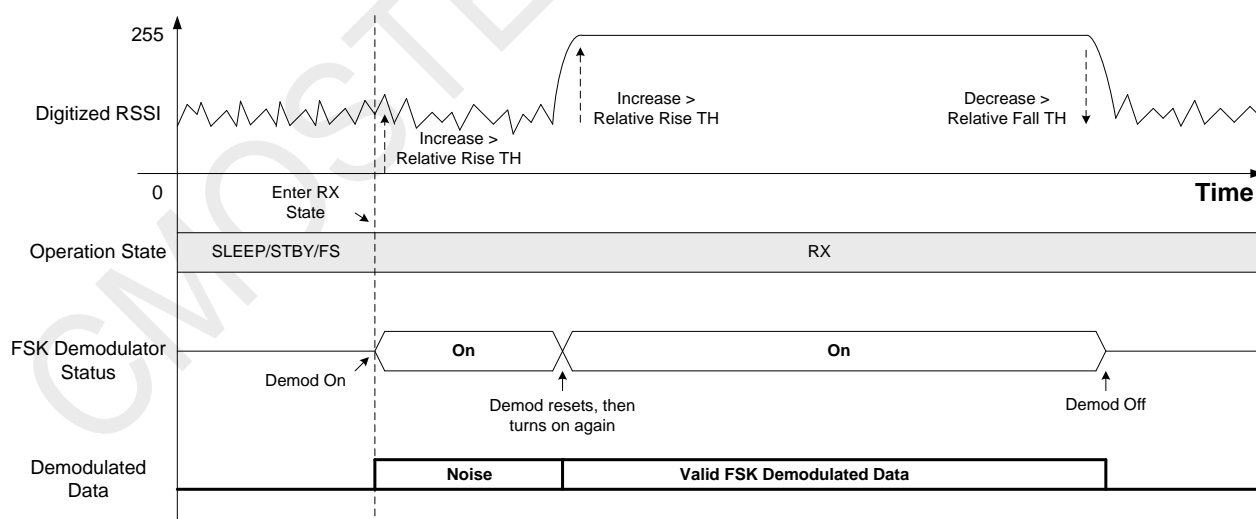 255
Digitized RSSI
Increase >
Relative Rise TH
Increase >
Relative Rise TH
Decrease >
Relative Fall TH
0
Time
Enter RX
State
Operation State
SLEEP/STBY/FS
RX
FSK Demodulator
Status
Demod On
On
On
Demod resets, then
turns on again
Demod Off
Demodulated
Data
Noise
Valid FSK Demodulated Data
CMOSTE